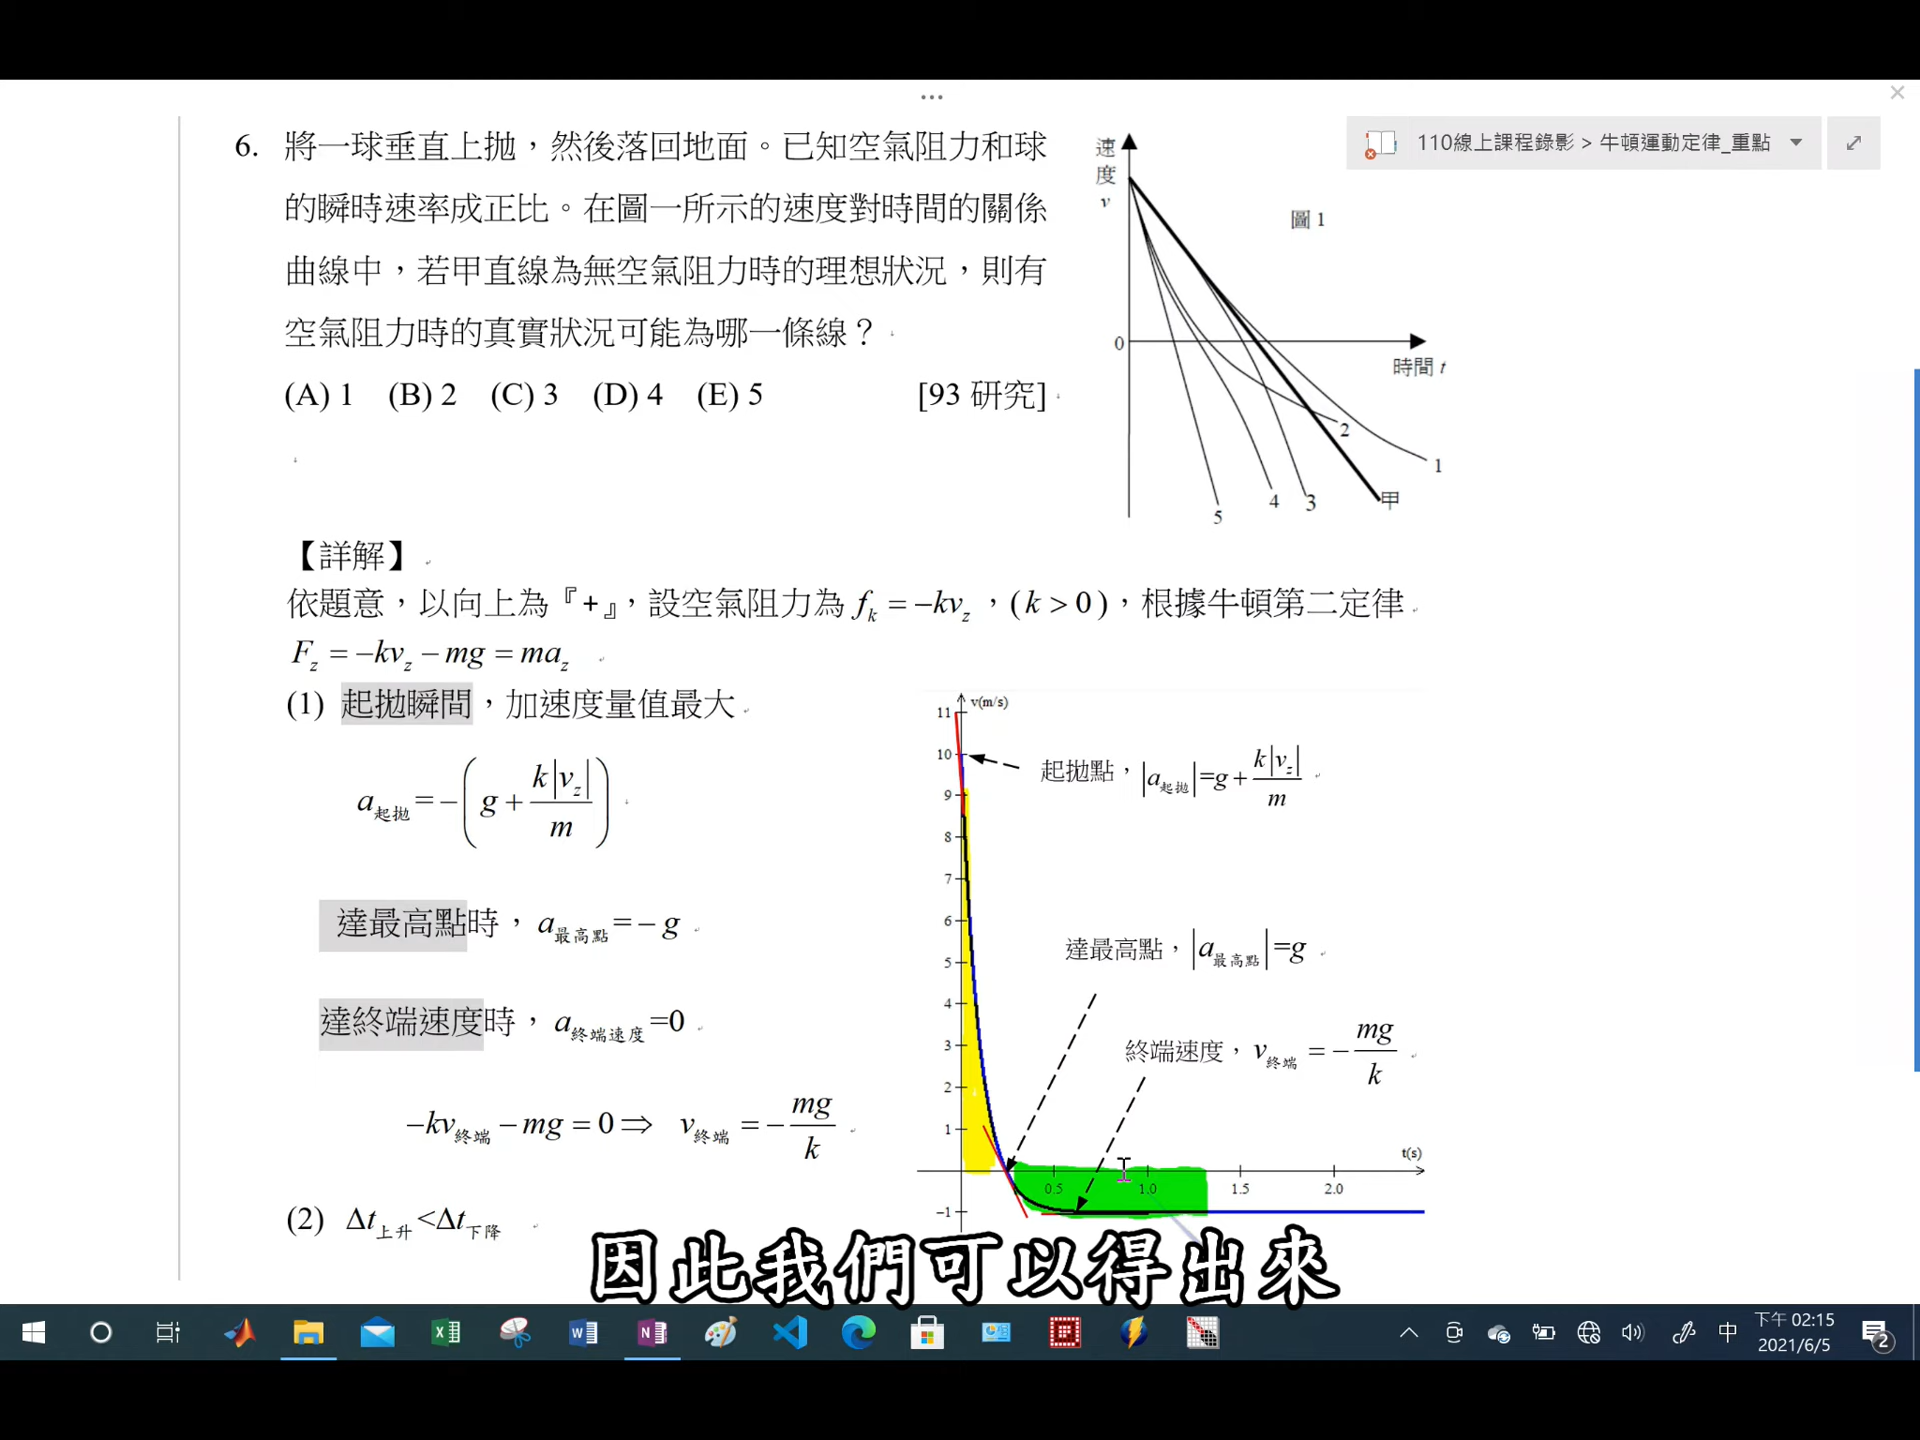 110線上課程錄影 > 牛頓運動定律_重點
6. 將一球垂直上拋，然後落回地面。已知空氣阻力和球
的瞬時速率成正比。在圖一所示的速度對時間的關係
曲線中，若甲直線為無空氣阻力時的理想狀況，則有
空氣阻力時的真實狀況可能為哪一條線？
(A) 1 (B) 2 (C) 3 (D) 4 (E) 5 [93 研究]
速度 v
圖 1
0
時間 t
2
1
甲
3
4
5
【詳解】
依題意，以向上為『+』，設空氣阻力為 f_k = −kv_z，(k > 0)，根據牛頓第二定律
F_z = −kv_z − mg = ma_z
(1) 起拋瞬間，加速度量值最大
a_起拋 = −(g + k|v_z|/m)
達最高點時，a_最高點 = −g
達終端速度時，a_終端速度 = 0
−kv_終端 − mg = 0 ⇒ v_終端 = −mg/k
(2) Δt_上升 < Δt_下降
v(m/s)
11
10
9
8
7
6
5
4
3
2
1
−1
0.5 1.0 1.5 2.0
t(s)
起拋點，|a_起拋| = g + k|v_z|/m
達最高點，|a_最高點| = g
終端速度，v_終端 = −mg/k
因此我們可以得出來
中
下午 02:15
2021/6/5
2